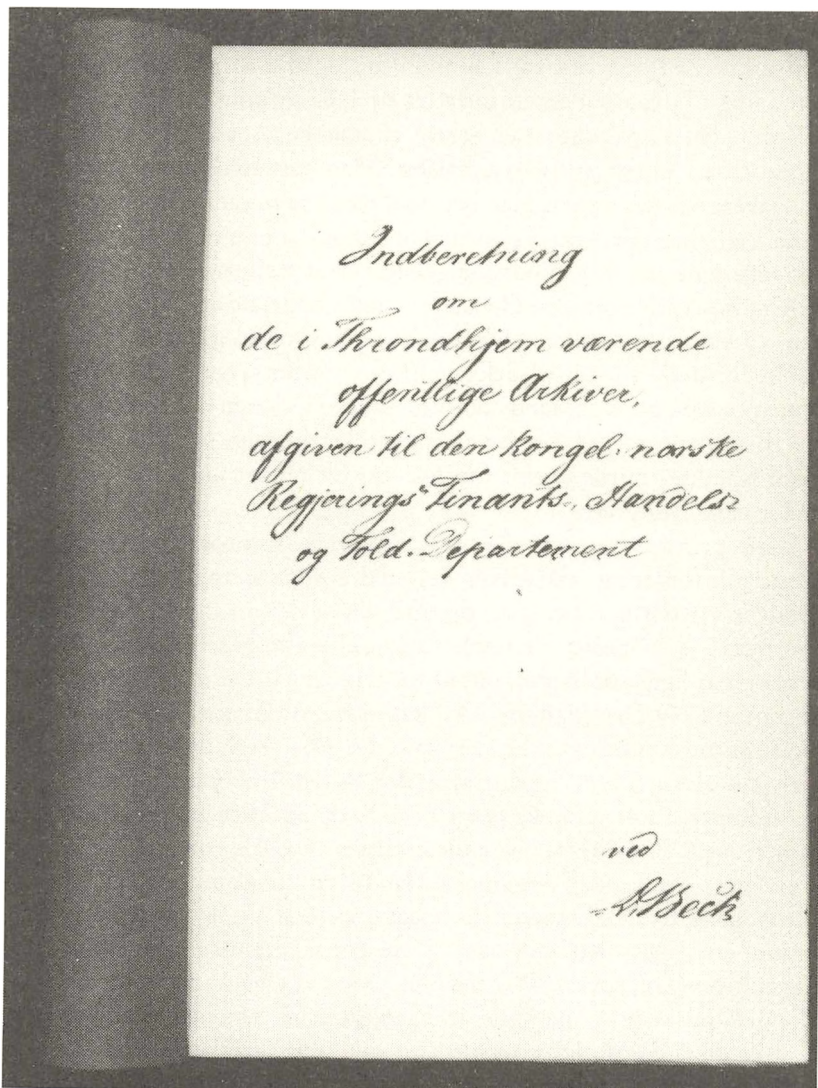 Indberetning
om
de i Throndhjem værende
offentlige Arkiver,
afgiven til den kongel. norske
Regjerings Finants-, Handels-
og Told-Departement
ved
D. Beck